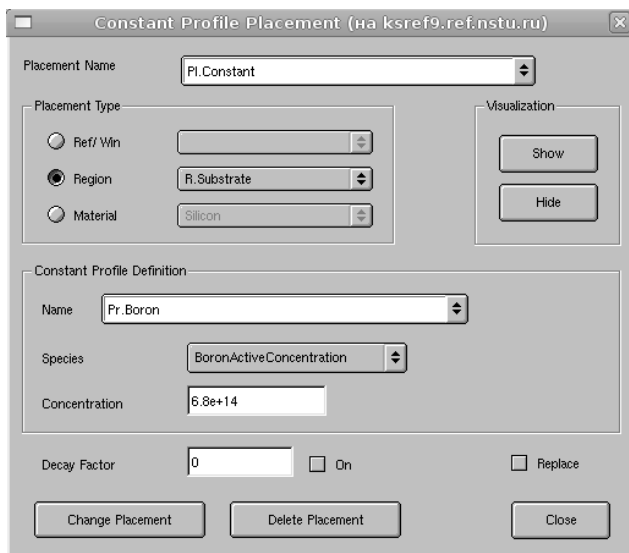 Constant Profile Placement (на ksref9.ref.nstu.ru)
Placement Name
Pl.Constant
Placement Type
Visualization
Ref/ Win
Show
Region
R.Substrate
Hide
Material
Silicon
Constant Profile Definition
Name
Pr.Boron
Species
BoronActiveConcentration
Concentration
6.8e+14
Decay Factor
0
On
Replace
Change Placement
Delete Placement
Close